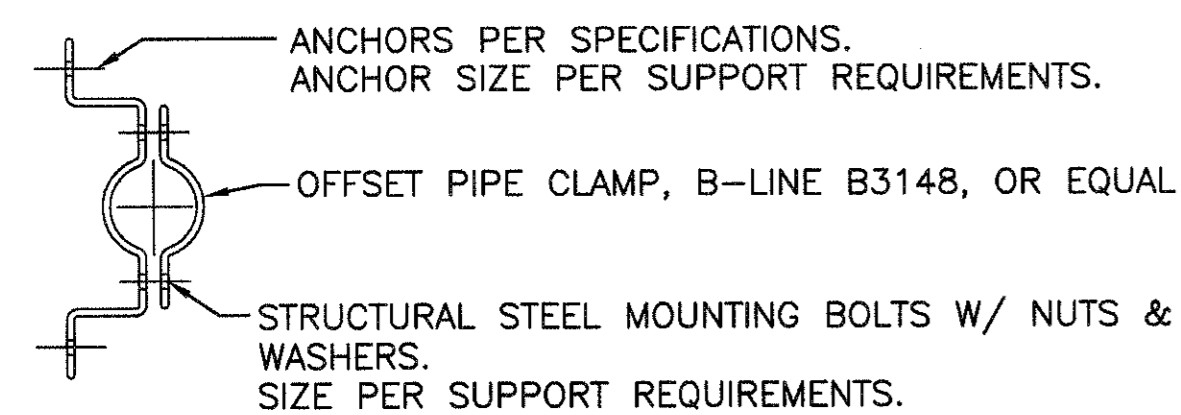 ANCHORS PER SPECIFICATIONS.
ANCHOR SIZE PER SUPPORT REQUIREMENTS.
OFFSET PIPE CLAMP, B-LINE B3148, OR EQUAL
STRUCTURAL STEEL MOUNTING BOLTS W/ NUTS &
WASHERS.
SIZE PER SUPPORT REQUIREMENTS.